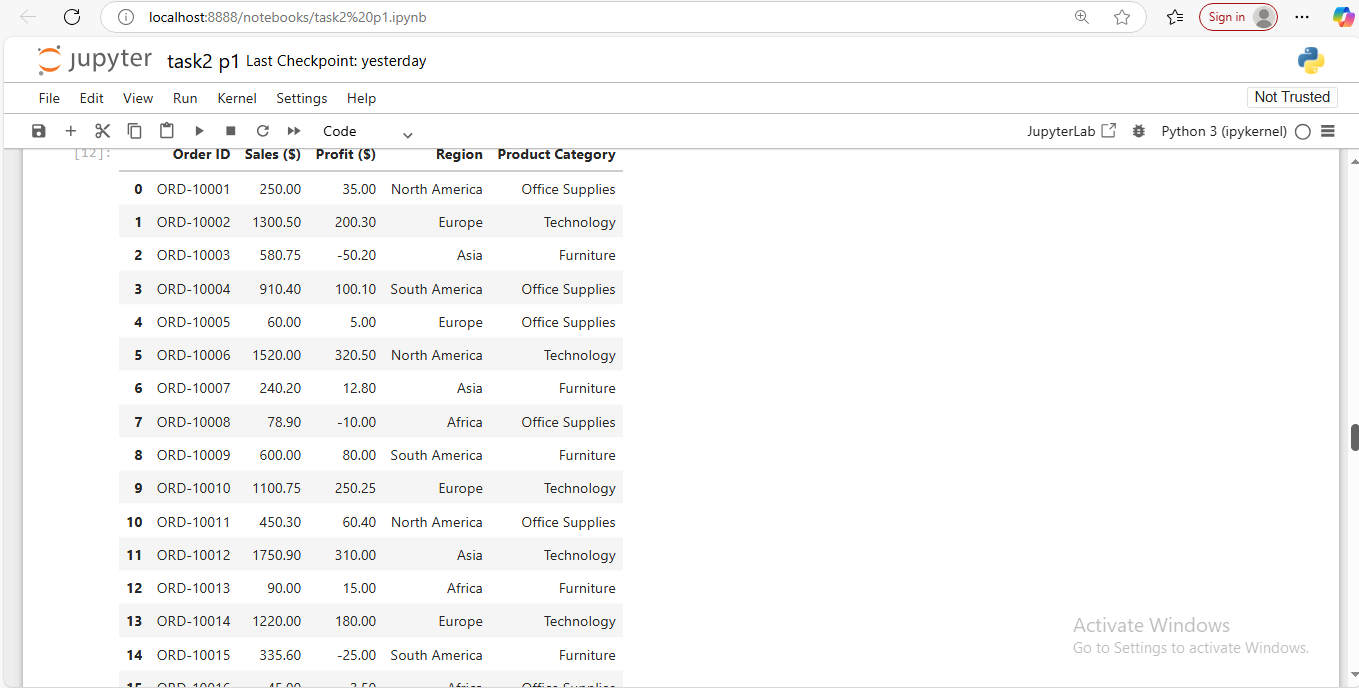 localhost:8888/notebooks/task2%20p1.ipynb
Sign in
jupyter task2 p1 Last Checkpoint: yesterday
File Edit View Run Kernel Settings Help
Not Trusted
Code
JupyterLab
Python 3 (ipykernel)
[12]:
Order ID Sales ($) Profit ($) Region Product Category
0 ORD-10001 250.00 35.00 North America Office Supplies
1 ORD-10002 1300.50 200.30 Europe Technology
2 ORD-10003 580.75 -50.20 Asia Furniture
3 ORD-10004 910.40 100.10 South America Office Supplies
4 ORD-10005 60.00 5.00 Europe Office Supplies
5 ORD-10006 1520.00 320.50 North America Technology
6 ORD-10007 240.20 12.80 Asia Furniture
7 ORD-10008 78.90 -10.00 Africa Office Supplies
8 ORD-10009 600.00 80.00 South America Furniture
9 ORD-10010 1100.75 250.25 Europe Technology
10 ORD-10011 450.30 60.40 North America Office Supplies
11 ORD-10012 1750.90 310.00 Asia Technology
12 ORD-10013 90.00 15.00 Africa Furniture
13 ORD-10014 1220.00 180.00 Europe Technology
14 ORD-10015 335.60 -25.00 South America Furniture
15 ORD-10016 45.00 Africa Office Supplies
Activate Windows
Go to Settings to activate Windows.